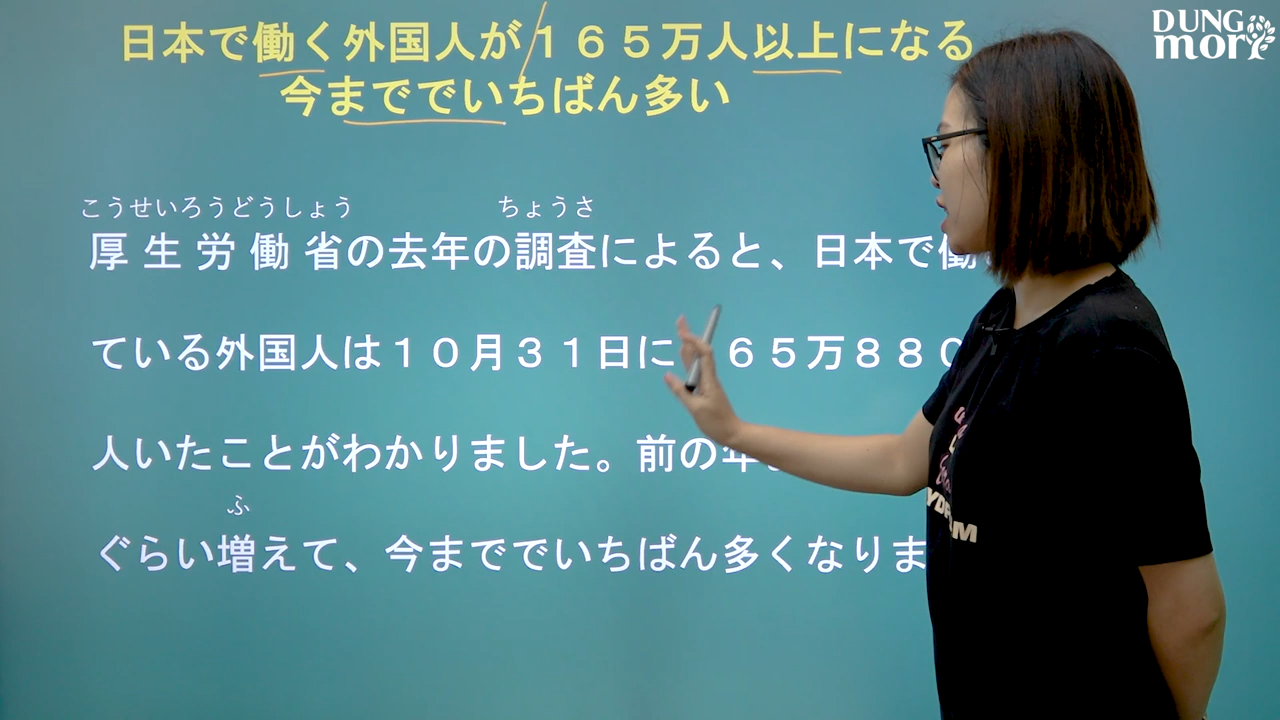 日本で働く外国人が165万人以上になる
今まででいちばん多い
こうせいろうどうしょう ちょうさ
厚生労働省の去年の調査によると、日本で働
ている外国人は10月31日に 65万880
人いたことがわかりました。前の年
ふ
ぐらい増えて、今まででいちばん多くなりま
DUNG
mori